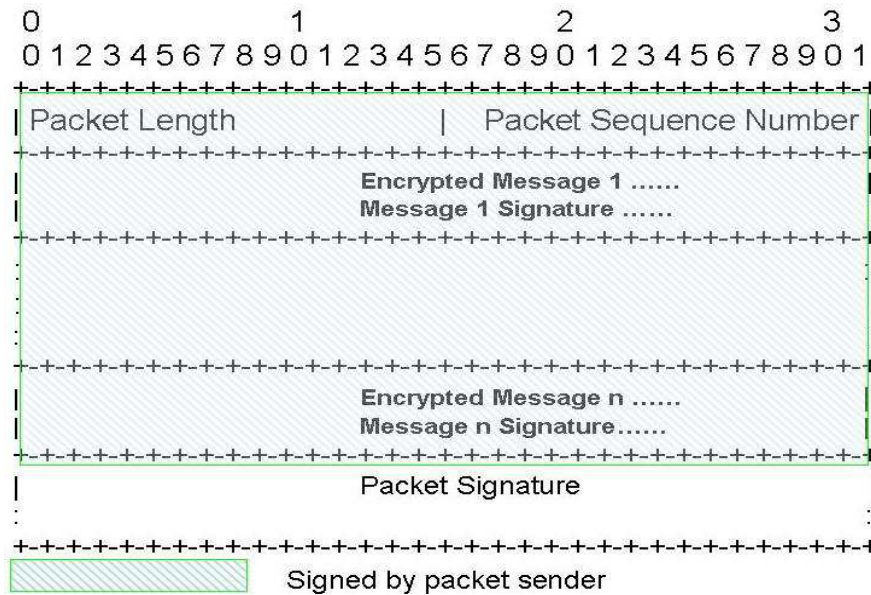 0 1 2 3
0 1 2 3 4 5 6 7 8 9 0 1 2 3 4 5 6 7 8 9 0 1 2 3 4 5 6 7 8 9 0 1
+-+-+-+-+-+-+-+-+-+-+-+-+-+-+-+-+-+-+-+-+-+-+-+-+-+-+-+-+-+-+-+-+
| Packet Length | Packet Sequence Number |
+-+-+-+-+-+-+-+-+-+-+-+-+-+-+-+-+-+-+-+-+-+-+-+-+-+-+-+-+-+-+-+-+
| Encrypted Message 1 ...... |
| Message 1 Signature ...... |
+-+-+-+-+-+-+-+-+-+-+-+-+-+-+-+-+-+-+-+-+-+-+-+-+-+-+-+-+-+-+-+-+
: :
: :
+-+-+-+-+-+-+-+-+-+-+-+-+-+-+-+-+-+-+-+-+-+-+-+-+-+-+-+-+-+-+-+-+
| Encrypted Message n ...... |
| Message n Signature...... |
+-+-+-+-+-+-+-+-+-+-+-+-+-+-+-+-+-+-+-+-+-+-+-+-+-+-+-+-+-+-+-+-+
| Packet Signature |
: :
+-+-+-+-+-+-+-+-+-+-+-+-+-+-+-+-+-+-+-+-+-+-+-+-+-+-+-+-+-+-+-+-+
Signed by packet sender